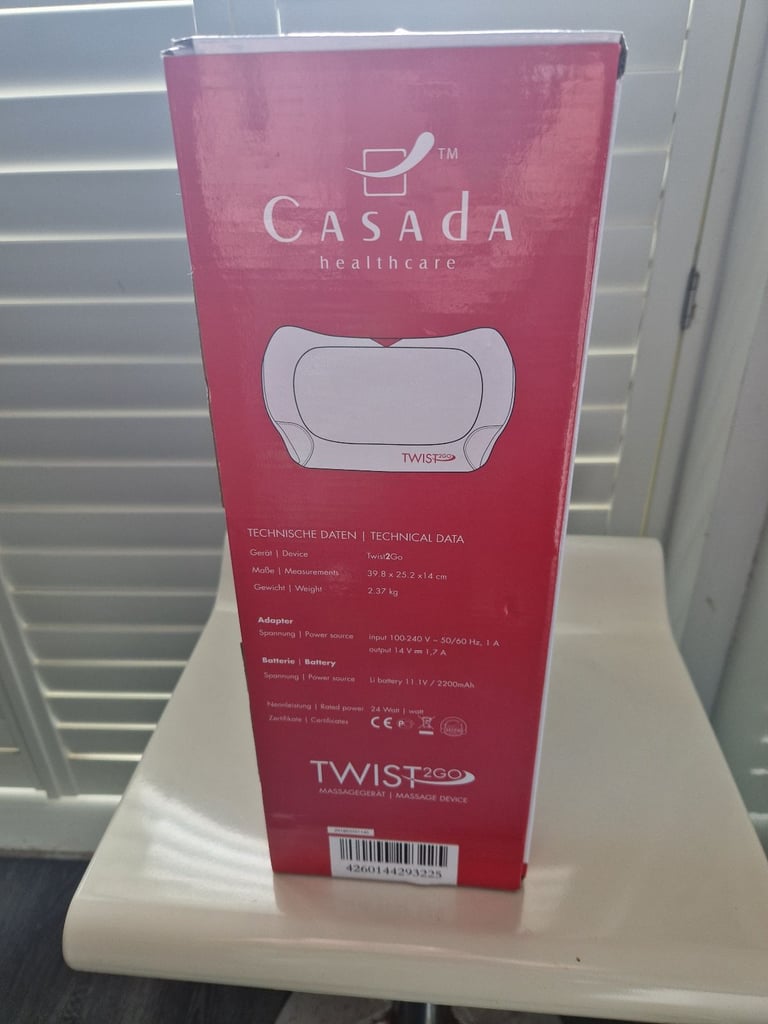 TM
CASAdA
healthcare
TWIST2GO
TECHNISCHE DATEN | TECHNICAL DATA
Gerät | Device Twist2Go
Maße | Measurements 39.8 x 25.2 x14 cm
Gewicht | Weight 2.37 kg
Adapter
Spannung | Power source input 100-240 V ~ 50/60 Hz, 1 A
output 14 V ⎓ 1,7 A
Batterie | Battery
Spannung | Power source Li battery 11.1V / 2200mAh
Nennleistung | Rated power 24 Watt | watt
Zertifikate | Certificates CE
TWIST2GO
MASSAGEGERÄT | MASSAGE DEVICE
4260144293225